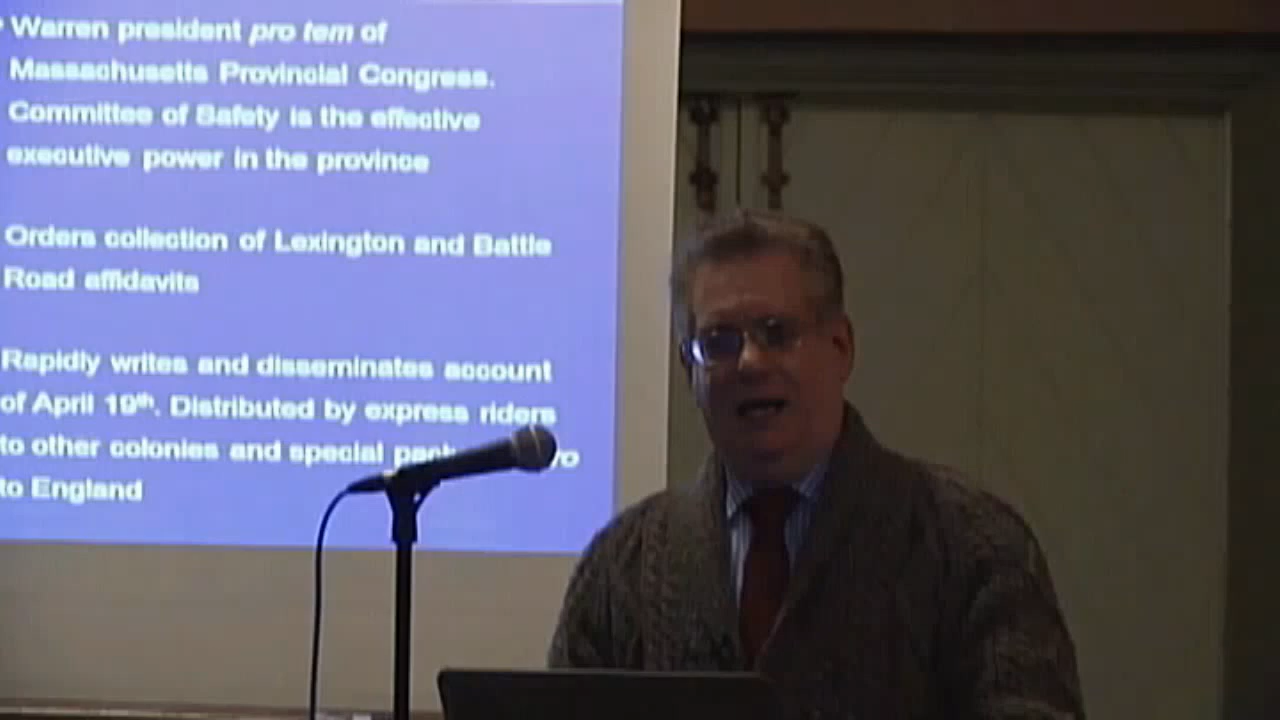 Warren president pro tem of
Massachusetts Provincial Congress.
Committee of Safety is the effective
executive power in the province
Orders collection of Lexington and Battle
Road affidavits
Rapidly writes and disseminates account
of April 19th. Distributed by express riders
to other colonies and special
to England